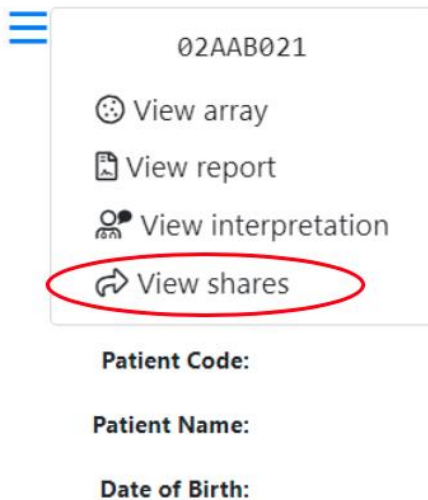 02AAB021
View array
View report
View interpretation
View shares
Patient Code:
Patient Name:
Date of Birth: